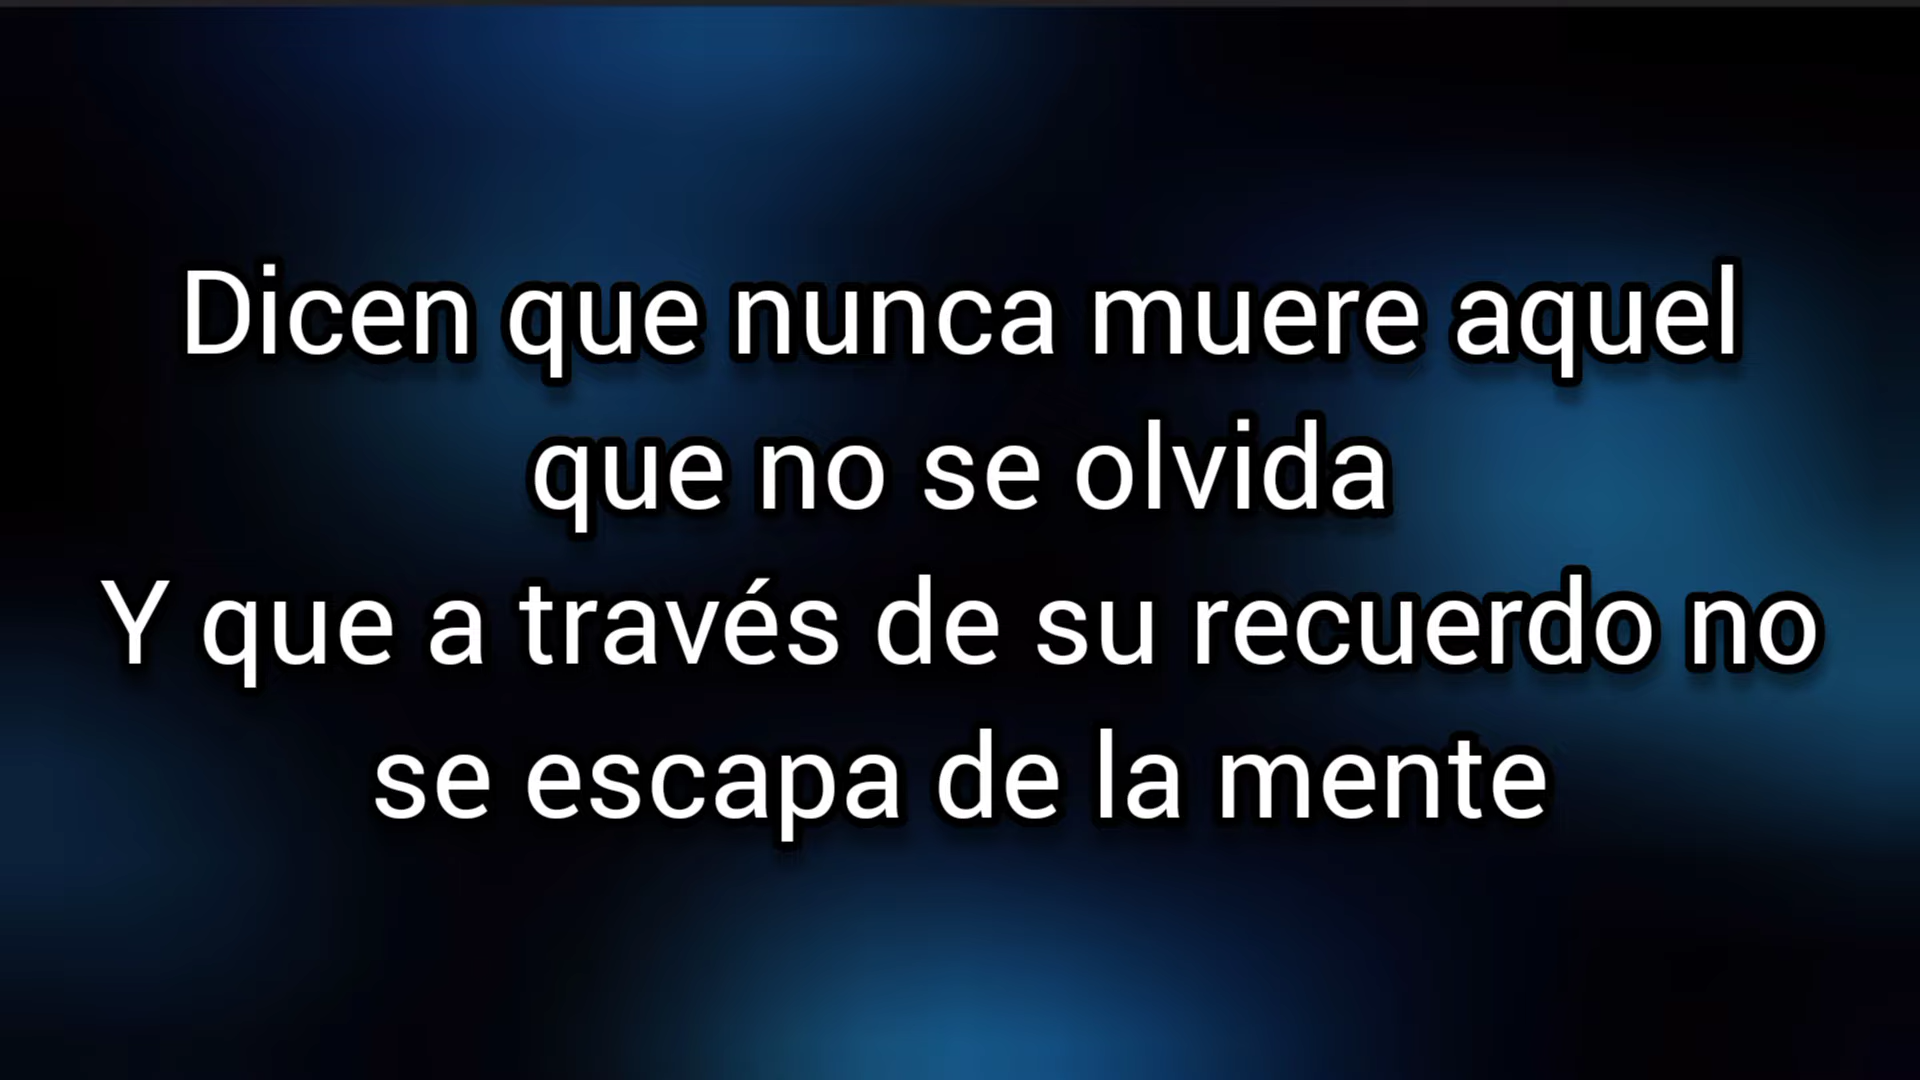 Dicen que nunca muere aquel
que no se olvida
Y que a través de su recuerdo no
se escapa de la mente